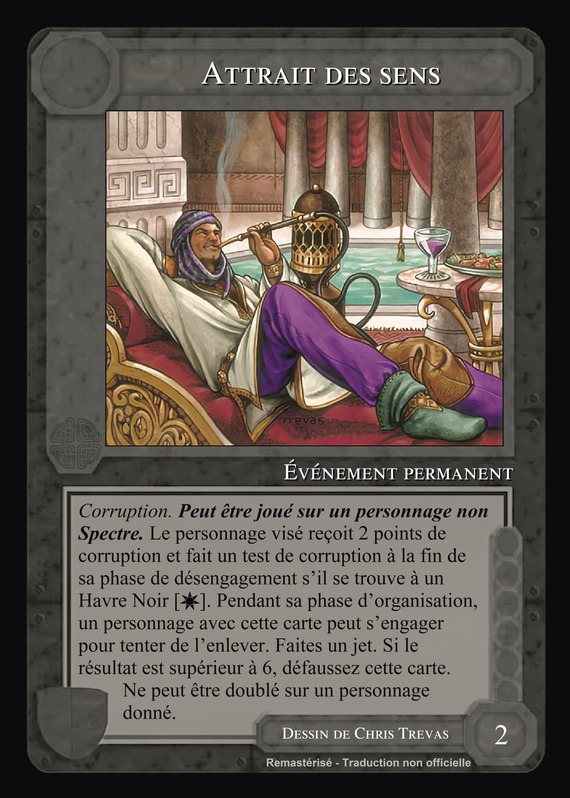 Attrait des sens
Trevas
Événement permanent
Corruption. Peut être joué sur un personnage non
Spectre. Le personnage visé reçoit 2 points de
corruption et fait un test de corruption à la fin de
sa phase de désengagement s’il se trouve à un
Havre Noir [✷]. Pendant sa phase d’organisation,
un personnage avec cette carte peut s’engager
pour tenter de l’enlever. Faites un jet. Si le
résultat est supérieur à 6, défaussez cette carte.
Ne peut être doublé sur un personnage
donné.
Dessin de Chris Trevas
2
Remastérisé - Traduction non officielle